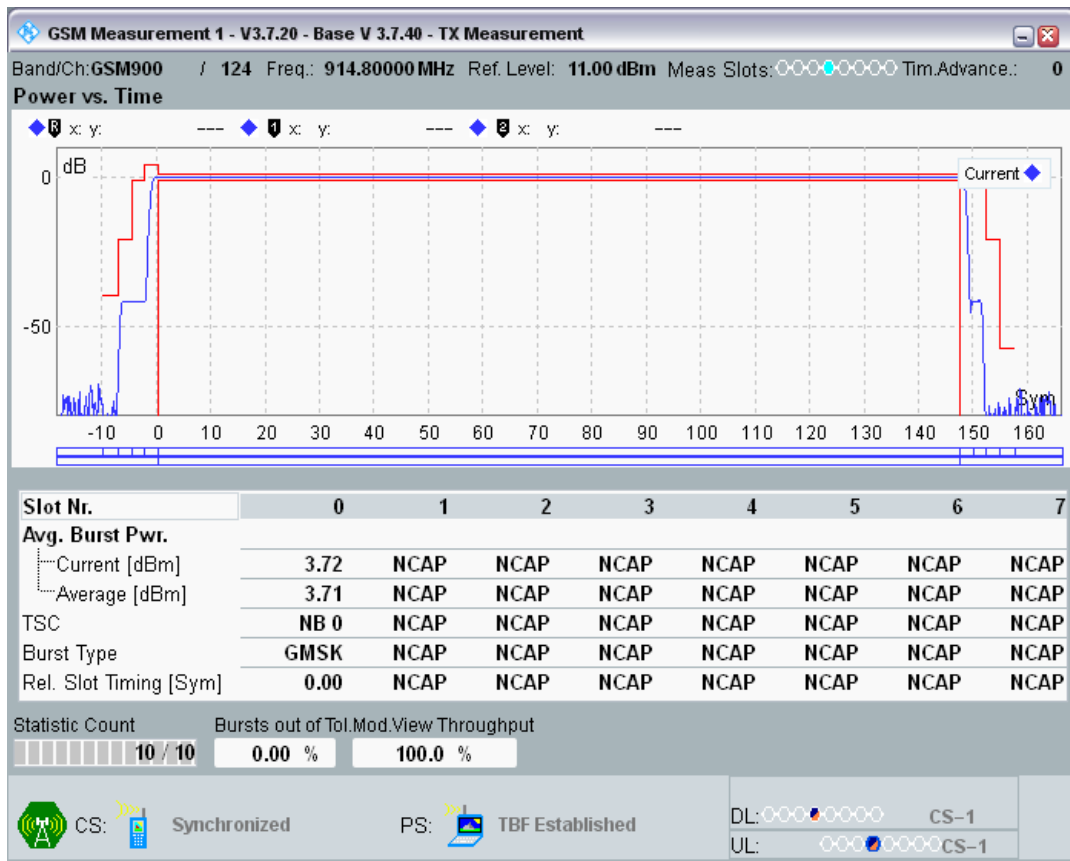 GSM Measurement 1 - V3.7.20 - Base V 3.7.40 - TX Measurement
Band/Ch:GSM900 / 124 Freq.: 914.80000 MHz Ref. Level: 11.00 dBm Meas Slots: Tim.Advance.: 0
Power vs. Time
R x: y: --- 1 x: y: --- 2 x: y: ---
dB
Current
0
-50
Sym
-10 0 10 20 30 40 50 60 70 80 90 100 110 120 130 140 150 160
Slot Nr. 0 1 2 3 4 5 6 7
Avg. Burst Pwr.
Current [dBm] 3.72 NCAP NCAP NCAP NCAP NCAP NCAP NCAP
Average [dBm] 3.71 NCAP NCAP NCAP NCAP NCAP NCAP NCAP
TSC NB 0 NCAP NCAP NCAP NCAP NCAP NCAP NCAP
Burst Type GMSK NCAP NCAP NCAP NCAP NCAP NCAP NCAP
Rel. Slot Timing [Sym] 0.00 NCAP NCAP NCAP NCAP NCAP NCAP NCAP
Statistic Count Bursts out of Tol. Mod.View Throughput
10 / 10 0.00 % 100.0 %
CS: Synchronized PS: TBF Established
DL: CS-1
UL: CS-1